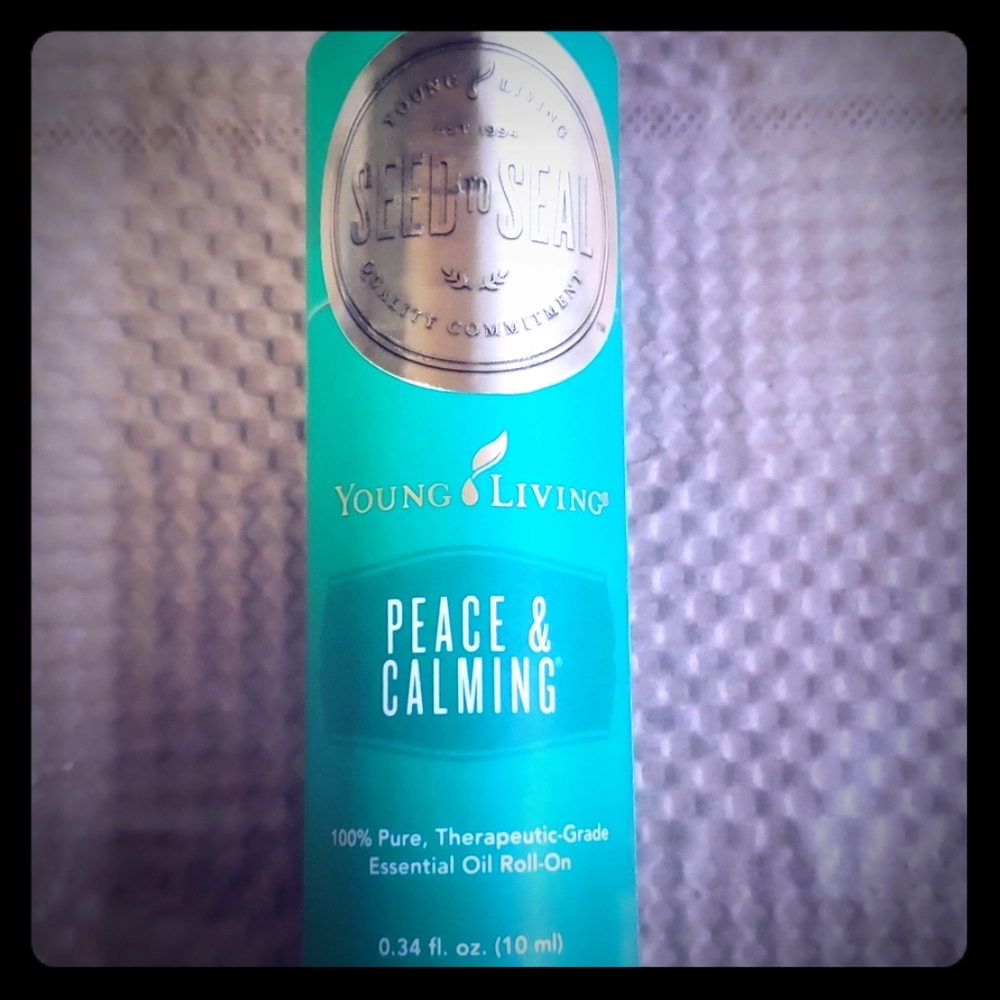 YOUNG LIVING
EST 1994
SEED TO SEAL
QUALITY COMMITMENT
™
YOUNG LIVING®
PEACE &
CALMING®
100% Pure, Therapeutic-Grade
Essential Oil Roll-On
0.34 fl. oz. (10 ml)